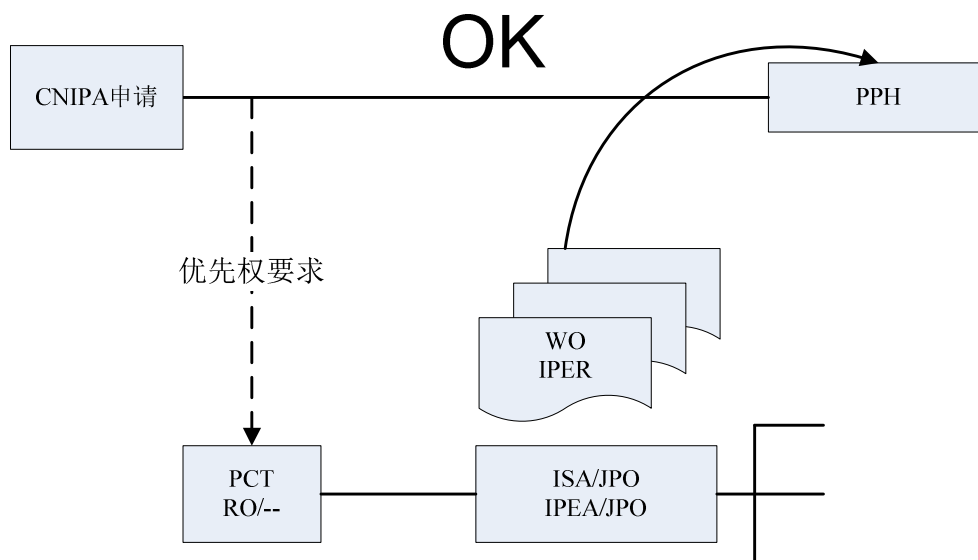 OK
CNIPA申请
PPH
优先权要求
WO
IPER
PCT
RO/--
ISA/JPO
IPEA/JPO